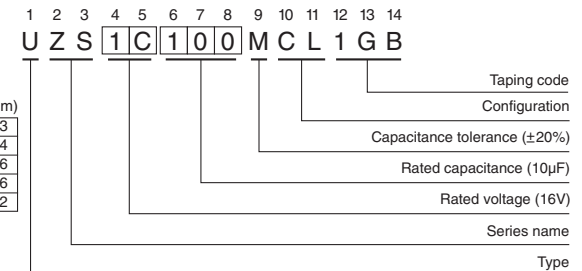 1 2 3 4 5 6 7 8 9 10 11 12 13 14
U Z S 1 C 1 0 0 M C L 1 G B
Taping code
Configuration
Capacitance tolerance (±20%)
Rated capacitance (10µF)
Rated voltage (16V)
Series name
Type
m)
3
4
6
6
2